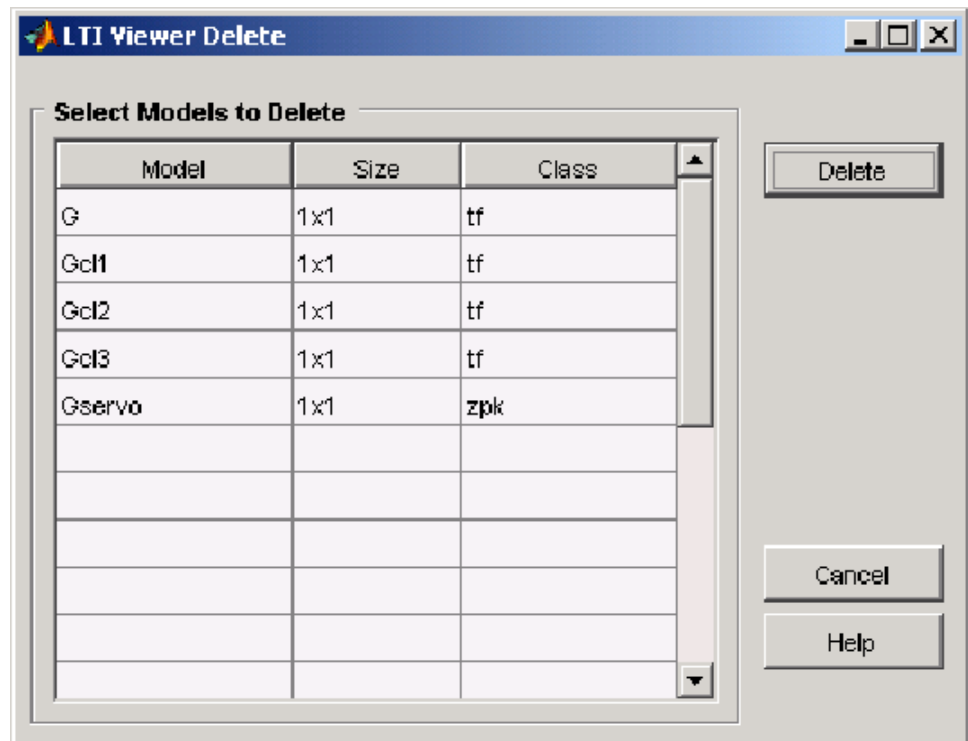 LTI Viewer Delete
Select Models to Delete
Model Size Class
Delete
G 1x1 tf
Gcl1 1x1 tf
Gcl2 1x1 tf
Gcl3 1x1 tf
Gservo 1x1 zpk
Cancel
Help